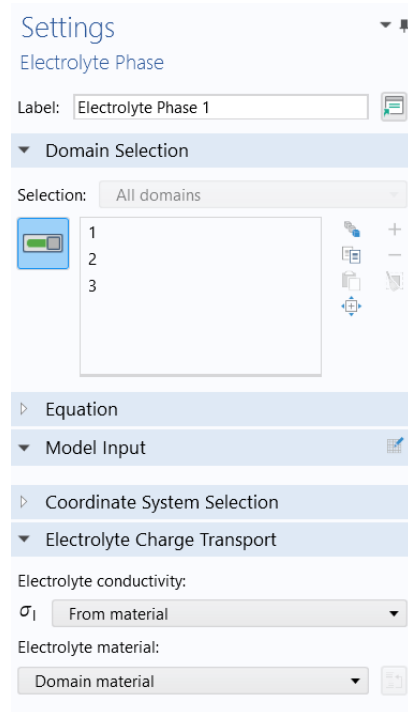 Settings
Electrolyte Phase
Label: Electrolyte Phase 1
Domain Selection
Selection: All domains
1
2
3
Equation
Model Input
Coordinate System Selection
Electrolyte Charge Transport
Electrolyte conductivity:
σl From material
Electrolyte material:
Domain material